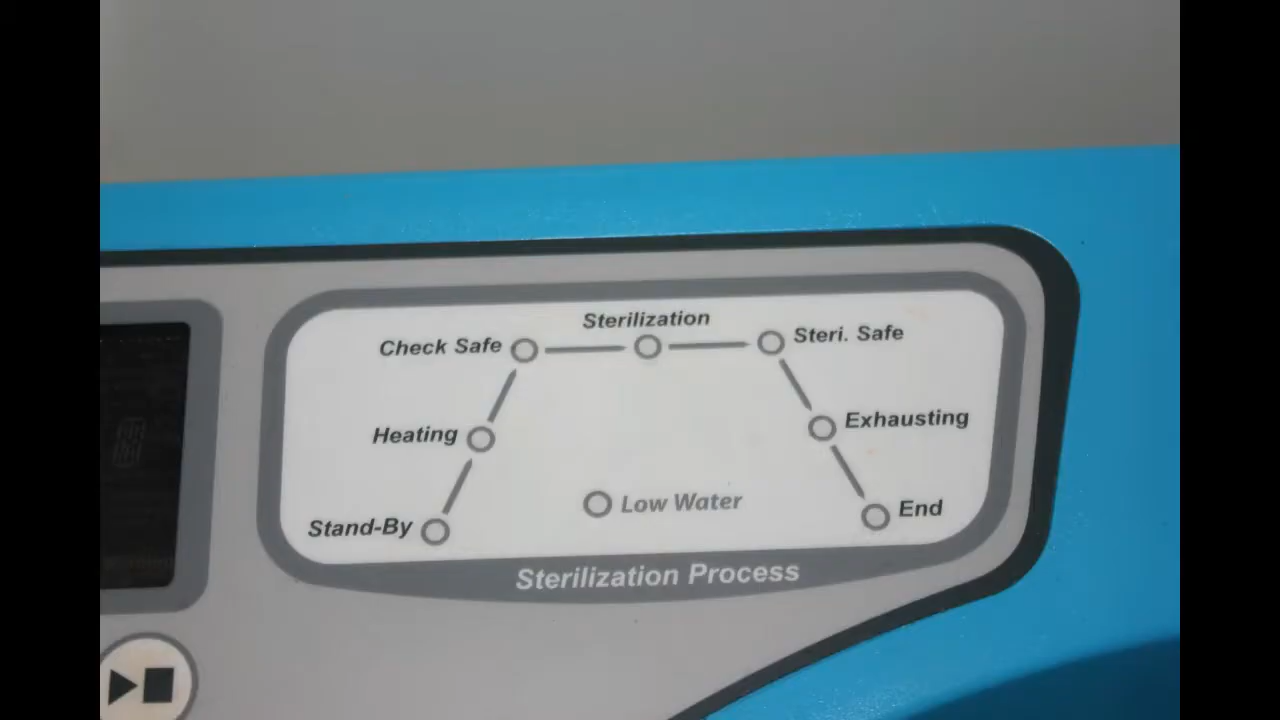 Sterilization
Check Safe
Steri. Safe
Heating
Exhausting
Stand-By
Low Water
End
Sterilization Process